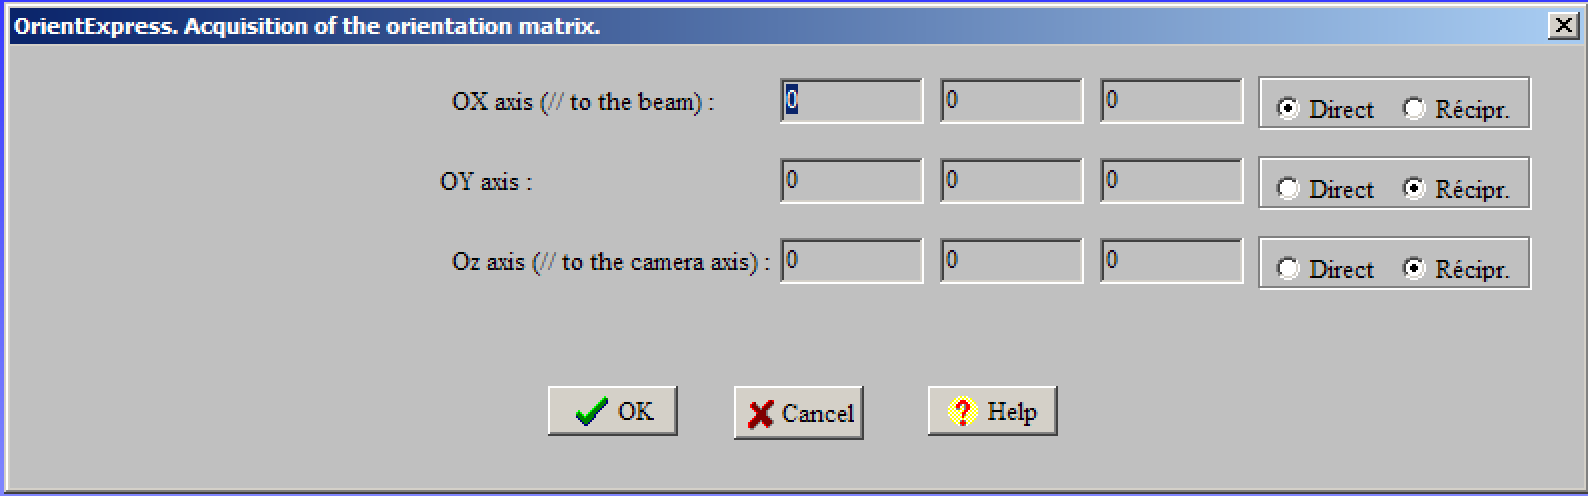 OrientExpress. Acquisition of the orientation matrix.
OX axis (// to the beam) : 0 0 0 Direct Récipr.
OY axis : 0 0 0 Direct Récipr.
Oz axis (// to the camera axis) : 0 0 0 Direct Récipr.
OK Cancel Help